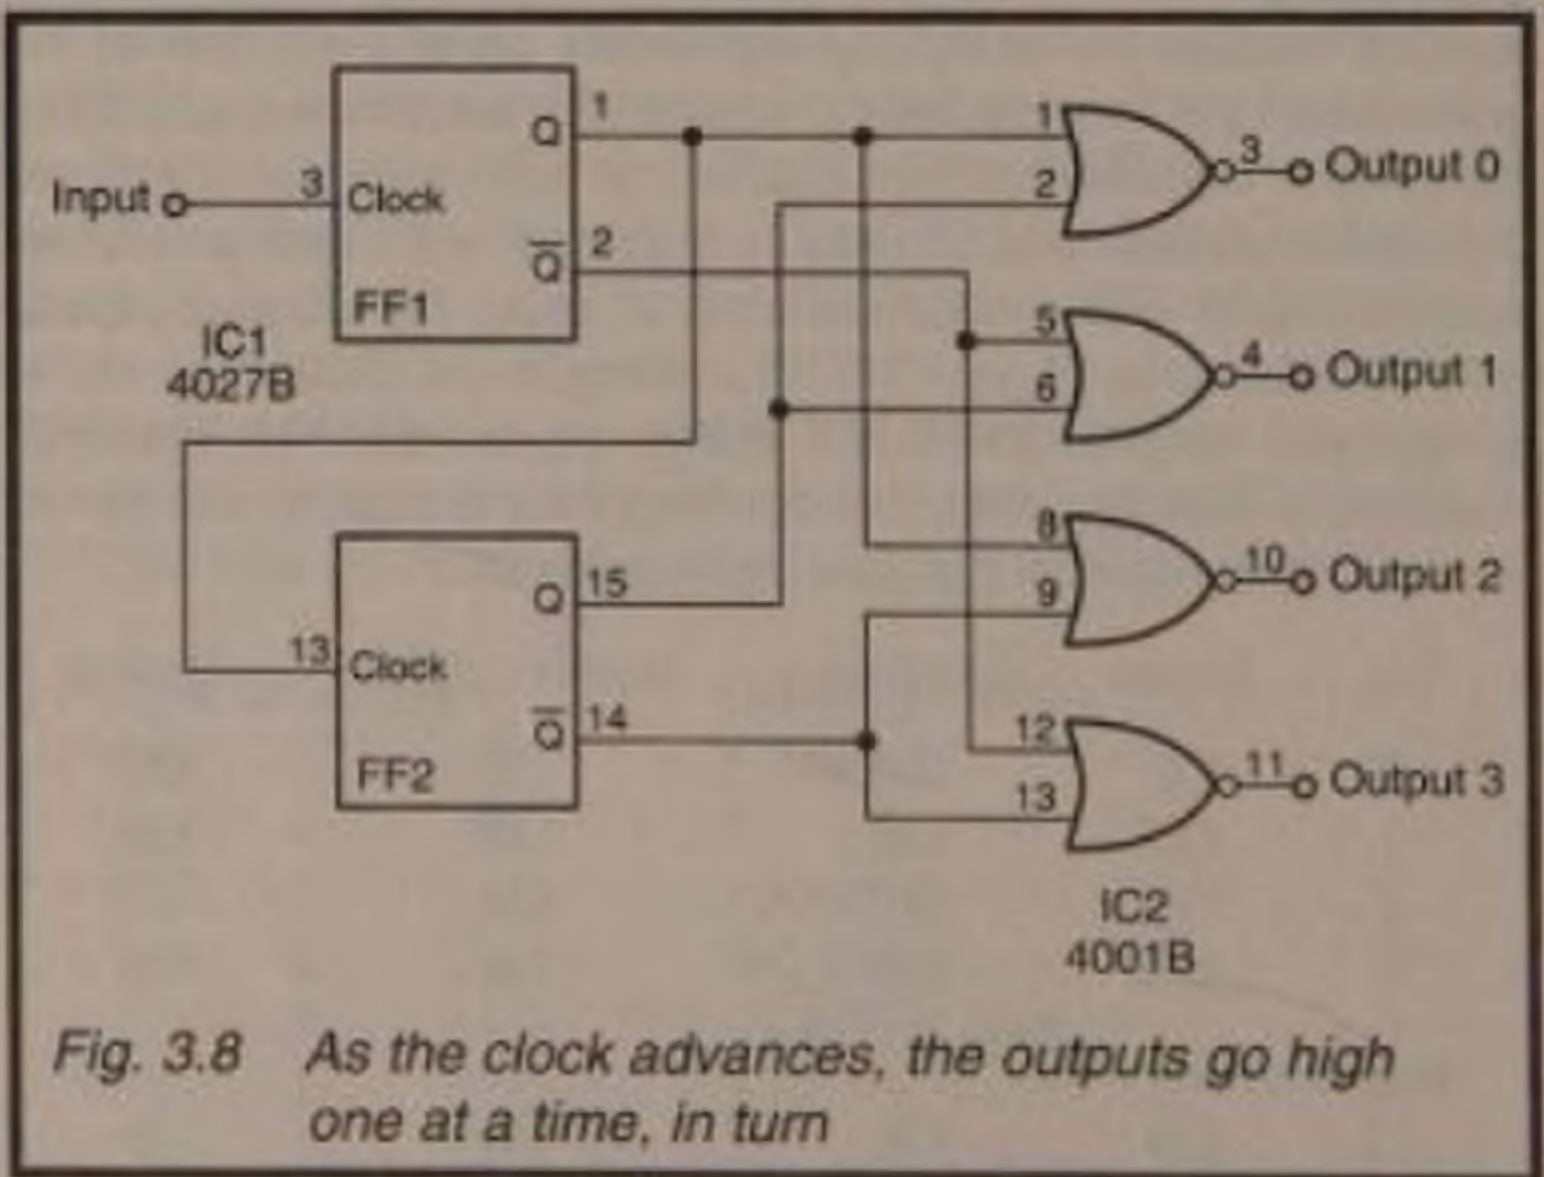 Q 1
1
3 Output 0
Input 3 Clock
2
Q̅ 2
FF1
5
4 Output 1
6
IC1
4027B
8
10 Output 2
9
Q 15
13 Clock
Q̅ 14
12
11 Output 3
13
FF2
IC2
4001B
Fig. 3.8 As the clock advances, the outputs go high
one at a time, in turn